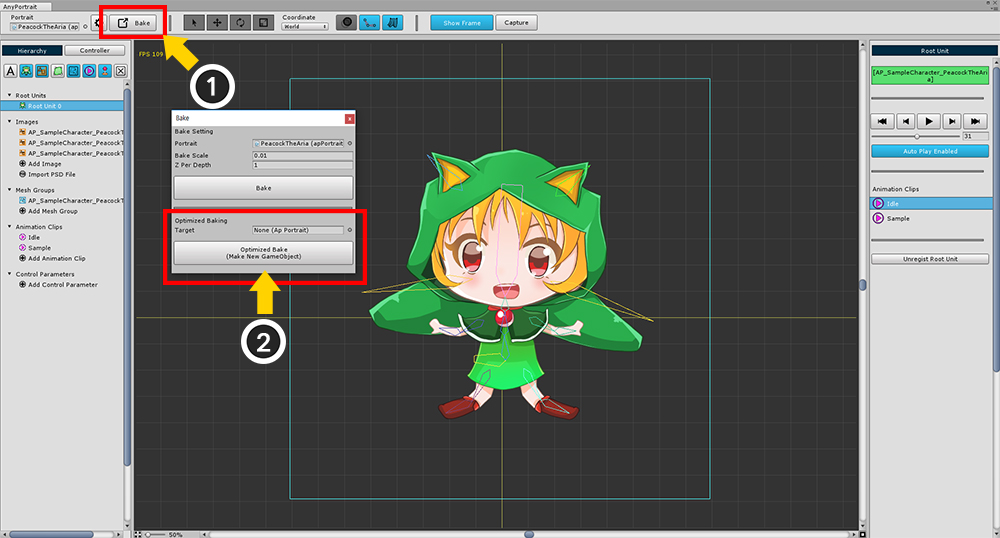 AnyPortrait
Portrait
PeacockTheAria (ap
Bake
Coordinate
World
Show Frame
Capture
Hierarchy
Controller
A
Root Units
Root Unit 0
Images
AP_SampleCharacter_PeacockT
AP_SampleCharacter_PeacockT
AP_SampleCharacter_PeacockT
Add Image
Import PSD File
Mesh Groups
AP_SampleCharacter_PeacockT
Add Mesh Group
Animation Clips
Idle
Sample
Add Animation Clip
Control Parameters
Add Control Parameter
FPS 109
1
Bake
Bake Setting
Portrait
PeacockTheAria (apPortrait
Bake Scale
0.01
Z Per Depth
1
Bake
Optimized Baking
Target
None (Ap Portrait)
Optimized Bake
(Make New GameObject)
2
50%
Root Unit
[AP_SampleCharacter_PeacockTheAri
a]
31
Auto Play Enabled
Animation Clips
Idle
Sample
Unregist Root Unit